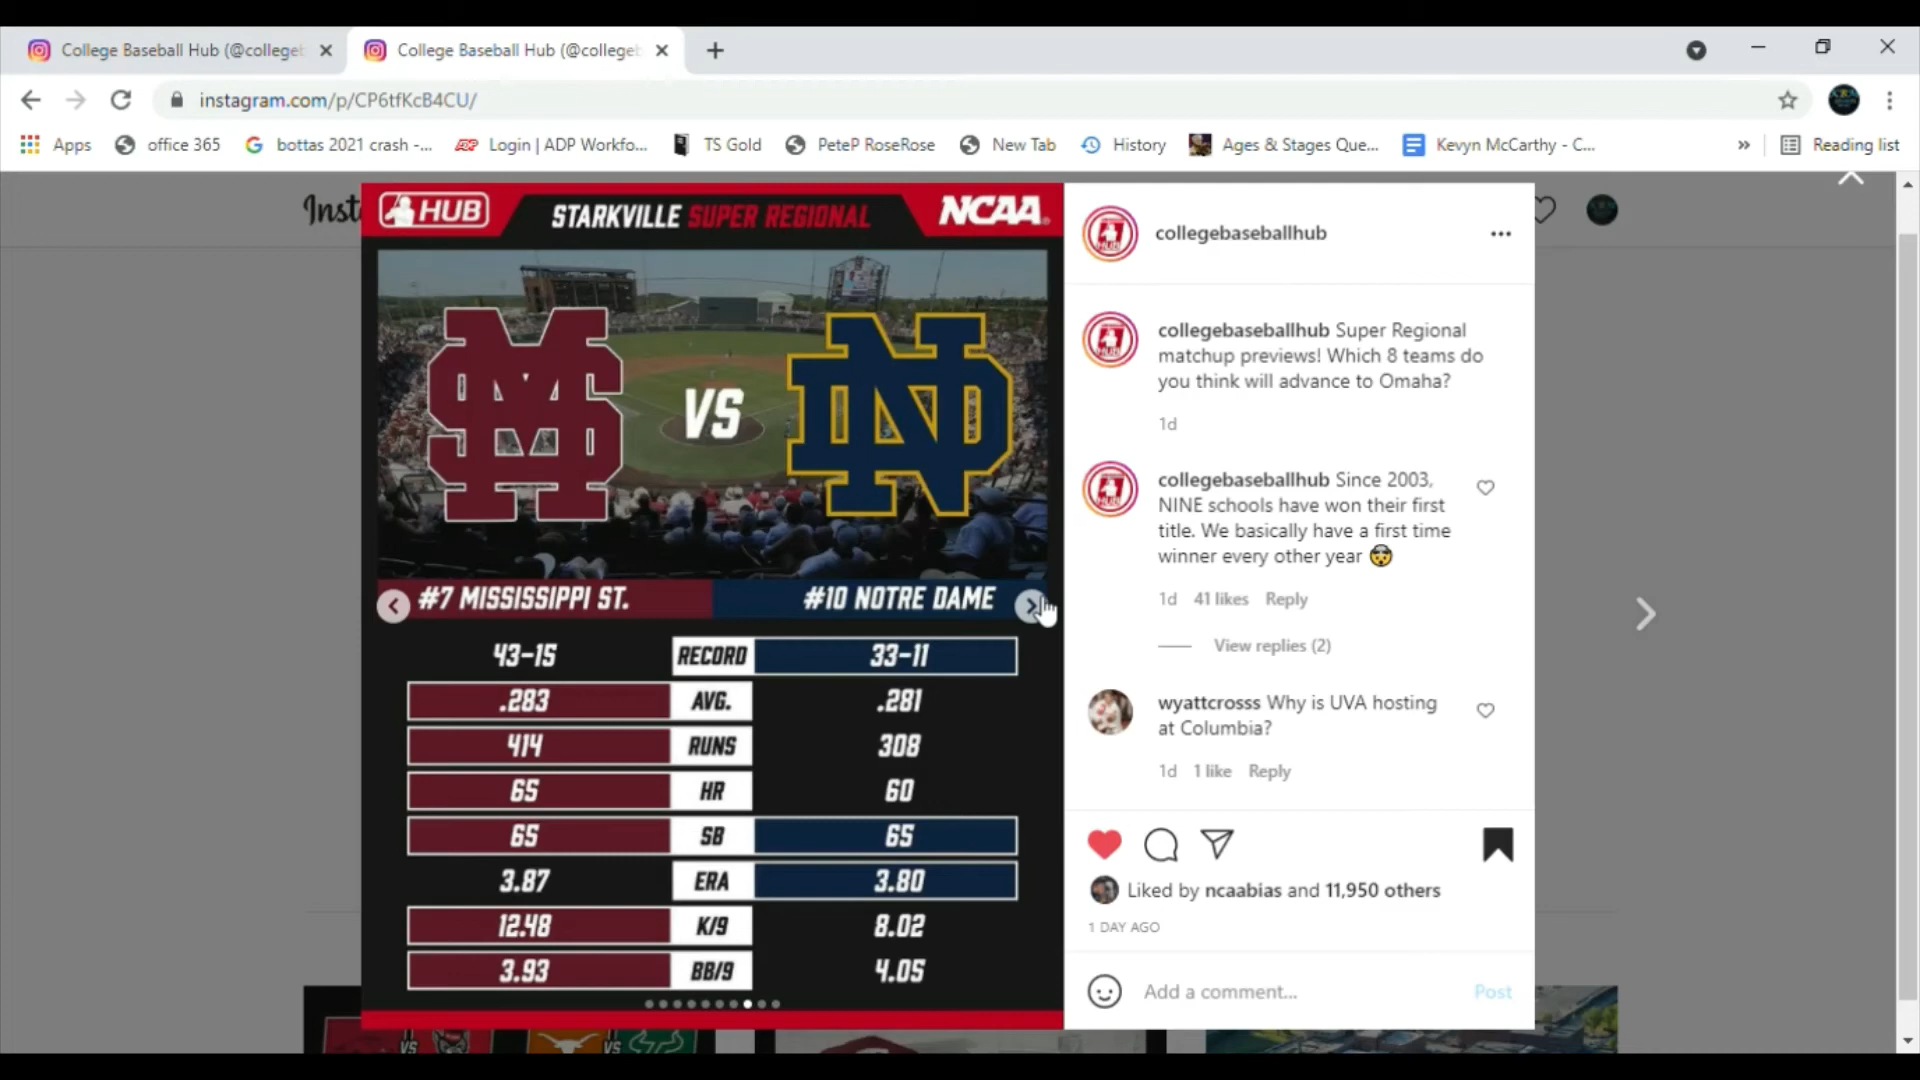 College Baseball Hub (@colleget
College Baseball Hub (@colleget
instagram.com/p/CP6tfKcB4CU/
Apps
office 365
bottas 2021 crash -...
Login | ADP Workfo...
TS Gold
PeteP RoseRose
New Tab
History
Ages & Stages Que...
Kevyn McCarthy - C...
»
Reading list
Inst
HUB
STARKVILLE SUPER REGIONAL
NCAA
VS
#7 MISSISSIPPI ST.
#10 NOTRE DAME
43-15 RECORD 33-11
.283 AVG. .281
414 RUNS 308
65 HR 60
65 SB 65
3.87 ERA 3.80
12.48 K/9 8.02
3.93 BB/9 4.05
collegebaseballhub
collegebaseballhub Super Regional
matchup previews! Which 8 teams do
you think will advance to Omaha?
1d
collegebaseballhub Since 2003,
NINE schools have won their first
title. We basically have a first time
winner every other year 🤯
1d 41 likes Reply
View replies (2)
wyattcrosss Why is UVA hosting
at Columbia?
1d 1 like Reply
Liked by ncaabias and 11,950 others
1 DAY AGO
Add a comment...
Post
VS
VS